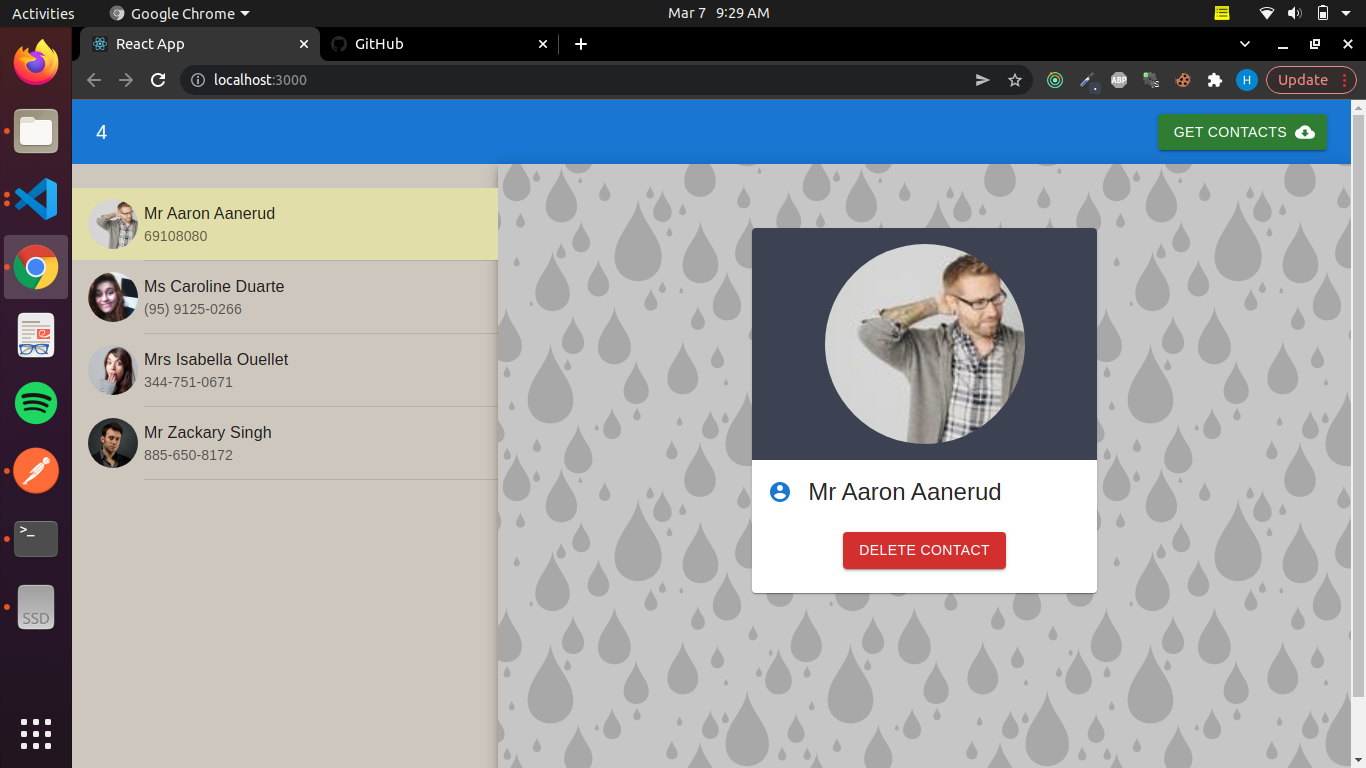 Activities
Google Chrome
Mar 7 9:29 AM
React App
GitHub
localhost:3000
ABP
S
H
Update
4
GET CONTACTS
Mr Aaron Aanerud
69108080
Ms Caroline Duarte
(95) 9125-0266
Mrs Isabella Ouellet
344-751-0671
Mr Zackary Singh
885-650-8172
>_
SSD
Mr Aaron Aanerud
DELETE CONTACT